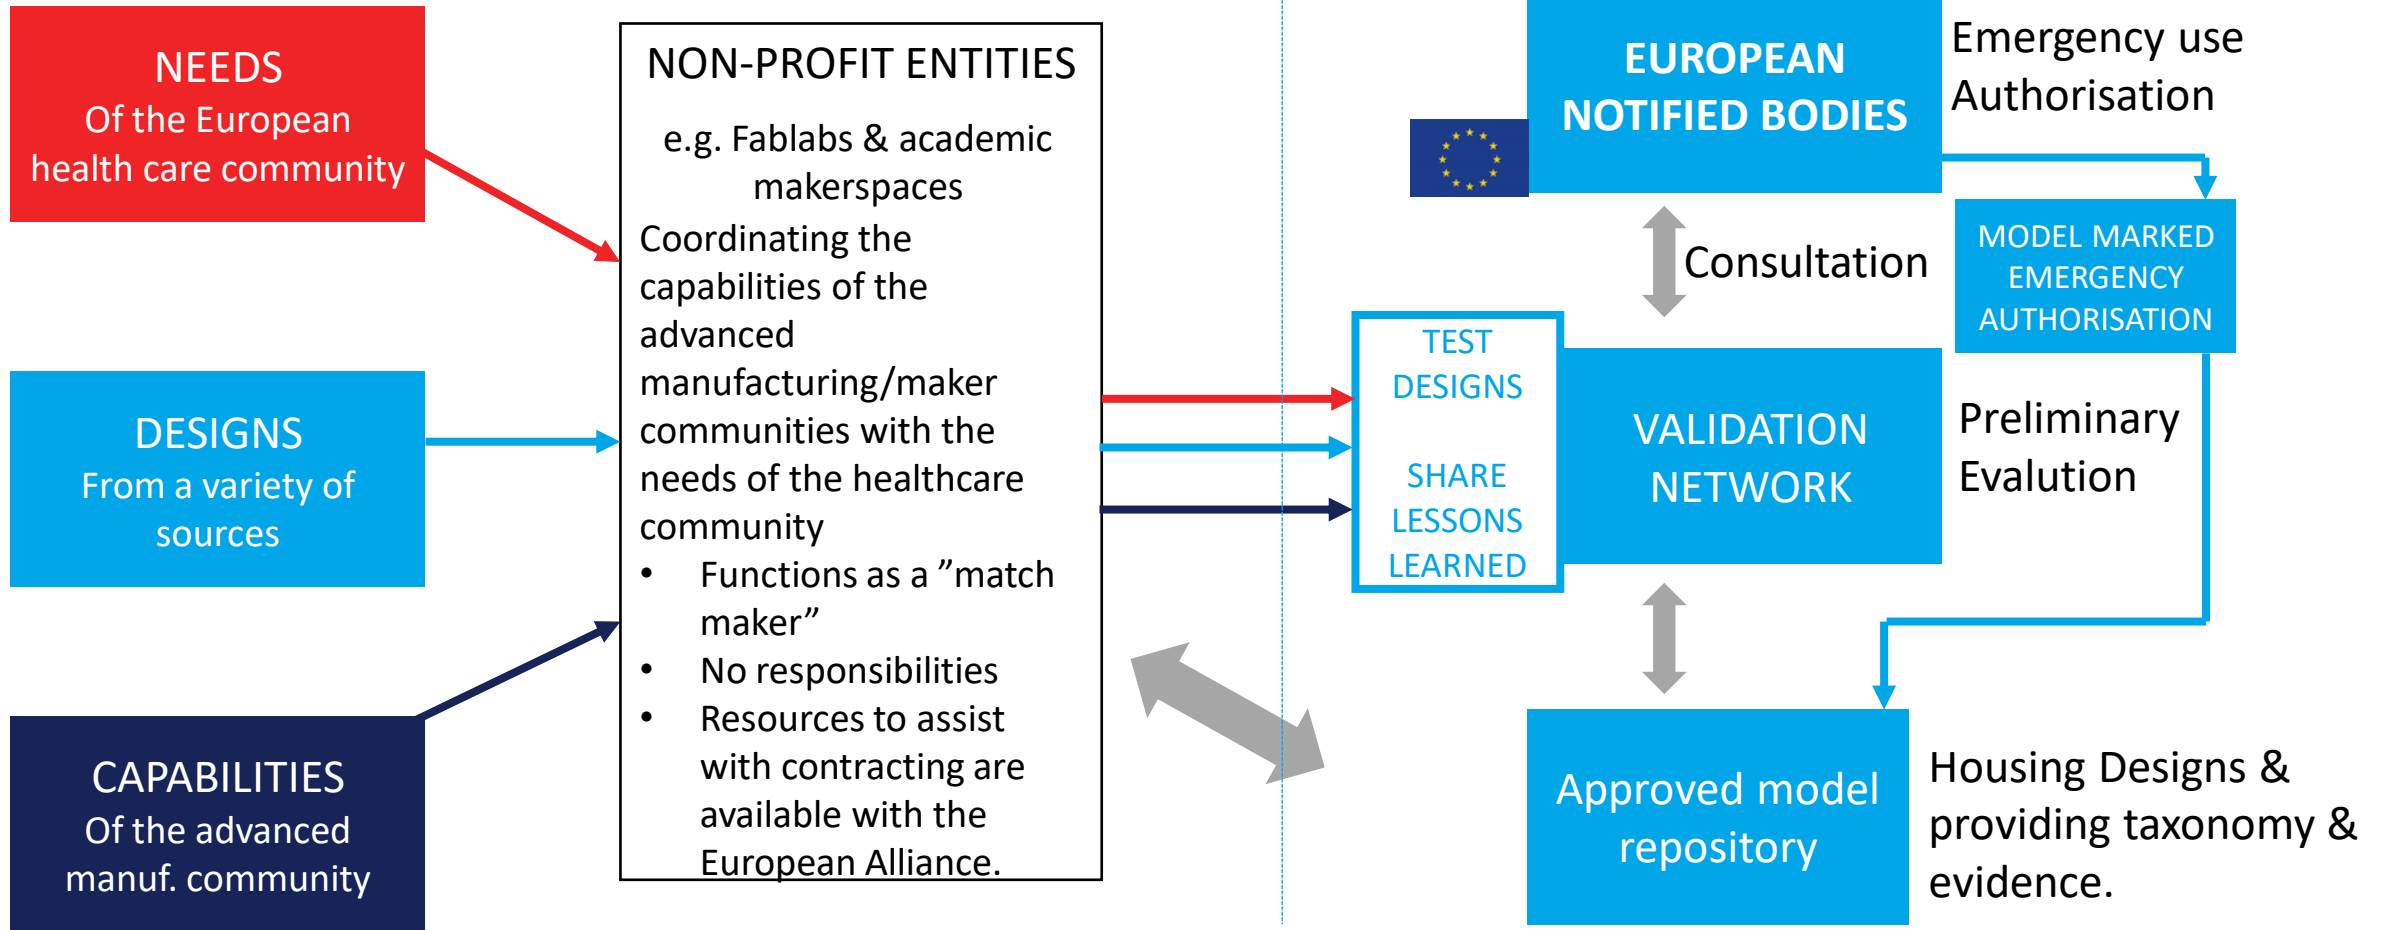 NEEDS
Of the European
health care community
DESIGNS
From a variety of
sources
CAPABILITIES
Of the advanced
manuf. community
NON-PROFIT ENTITIES
e.g. Fablabs & academic
makerspaces
Coordinating the
capabilities of the
advanced
manufacturing/maker
communities with the
needs of the healthcare
community
• Functions as a ”match
maker”
• No responsibilities
• Resources to assist
with contracting are
available with the
European Alliance.
EUROPEAN
NOTIFIED BODIES
Emergency use
Authorisation
Consultation
MODEL MARKED
EMERGENCY
AUTHORISATION
TEST
DESIGNS
SHARE
LESSONS
LEARNED
VALIDATION
NETWORK
Preliminary
Evalution
Approved model
repository
Housing Designs &
providing taxonomy &
evidence.